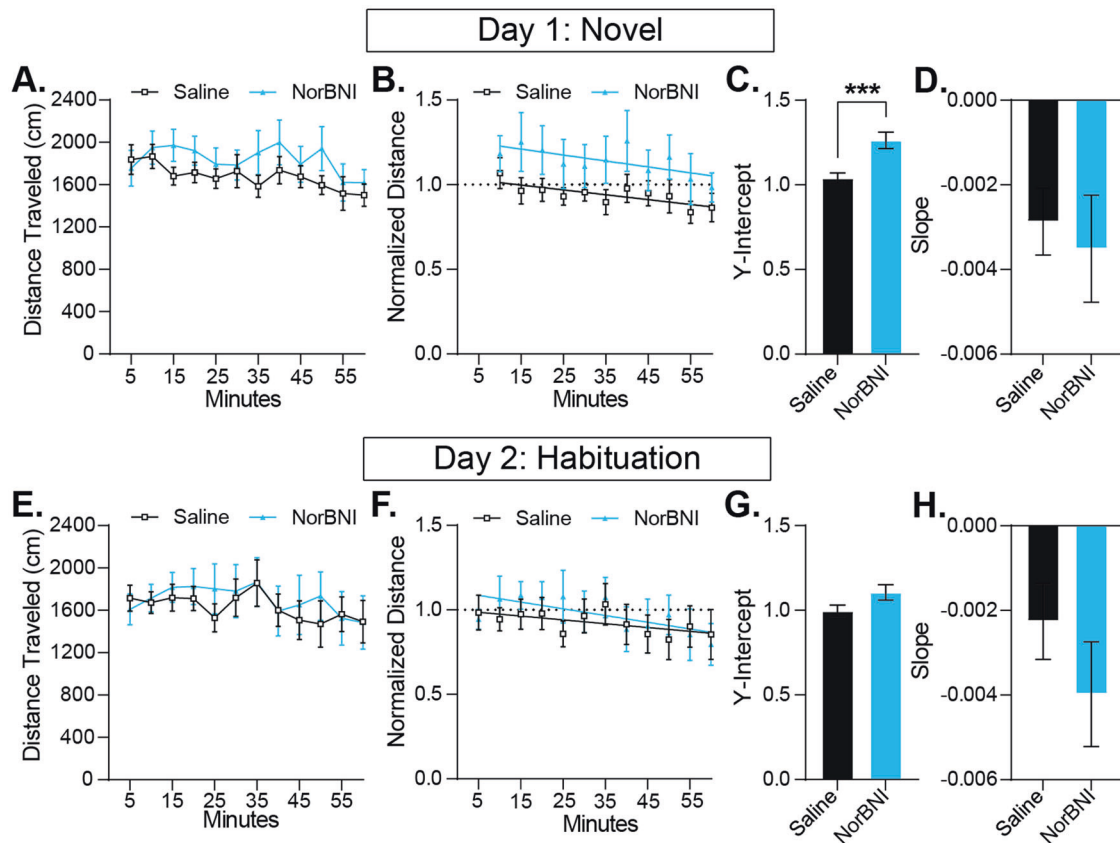 Day 1: Novel
A.
Saline
NorBNI
Distance Traveled (cm)
2400
2000
1600
1200
800
400
0
5
15
25
35
45
55
Minutes
B.
Saline
NorBNI
Normalized Distance
1.5
1.0
0.5
0.0
5
15
25
35
45
55
Minutes
C.
***
Y-Intercept
1.5
1.0
0.5
0.0
Saline
NorBNI
D.
Slope
0.000
-0.002
-0.004
-0.006
Saline
NorBNI
Day 2: Habituation
E.
Saline
NorBNI
Distance Traveled (cm)
2400
2000
1600
1200
800
400
0
5
15
25
35
45
55
Minutes
F.
Saline
NorBNI
Normalized Distance
1.5
1.0
0.5
0.0
5
15
25
35
45
55
Minutes
G.
Y-Intercept
1.5
1.0
0.5
0.0
Saline
NorBNI
H.
Slope
0.000
-0.002
-0.004
-0.006
Saline
NorBNI